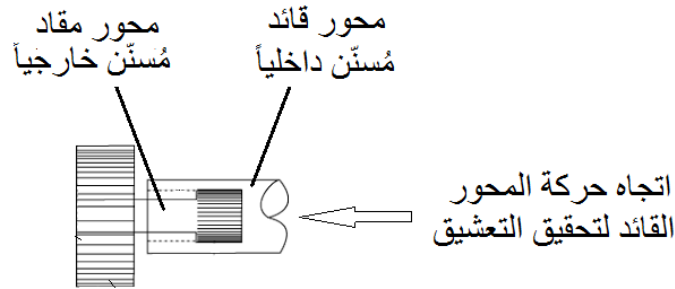 محور قائد
مُسنّن داخلياً
محور مقاد
مُسنّن خارجياً
اتجاه حركة المحور
القائد لتحقيق التعشيق